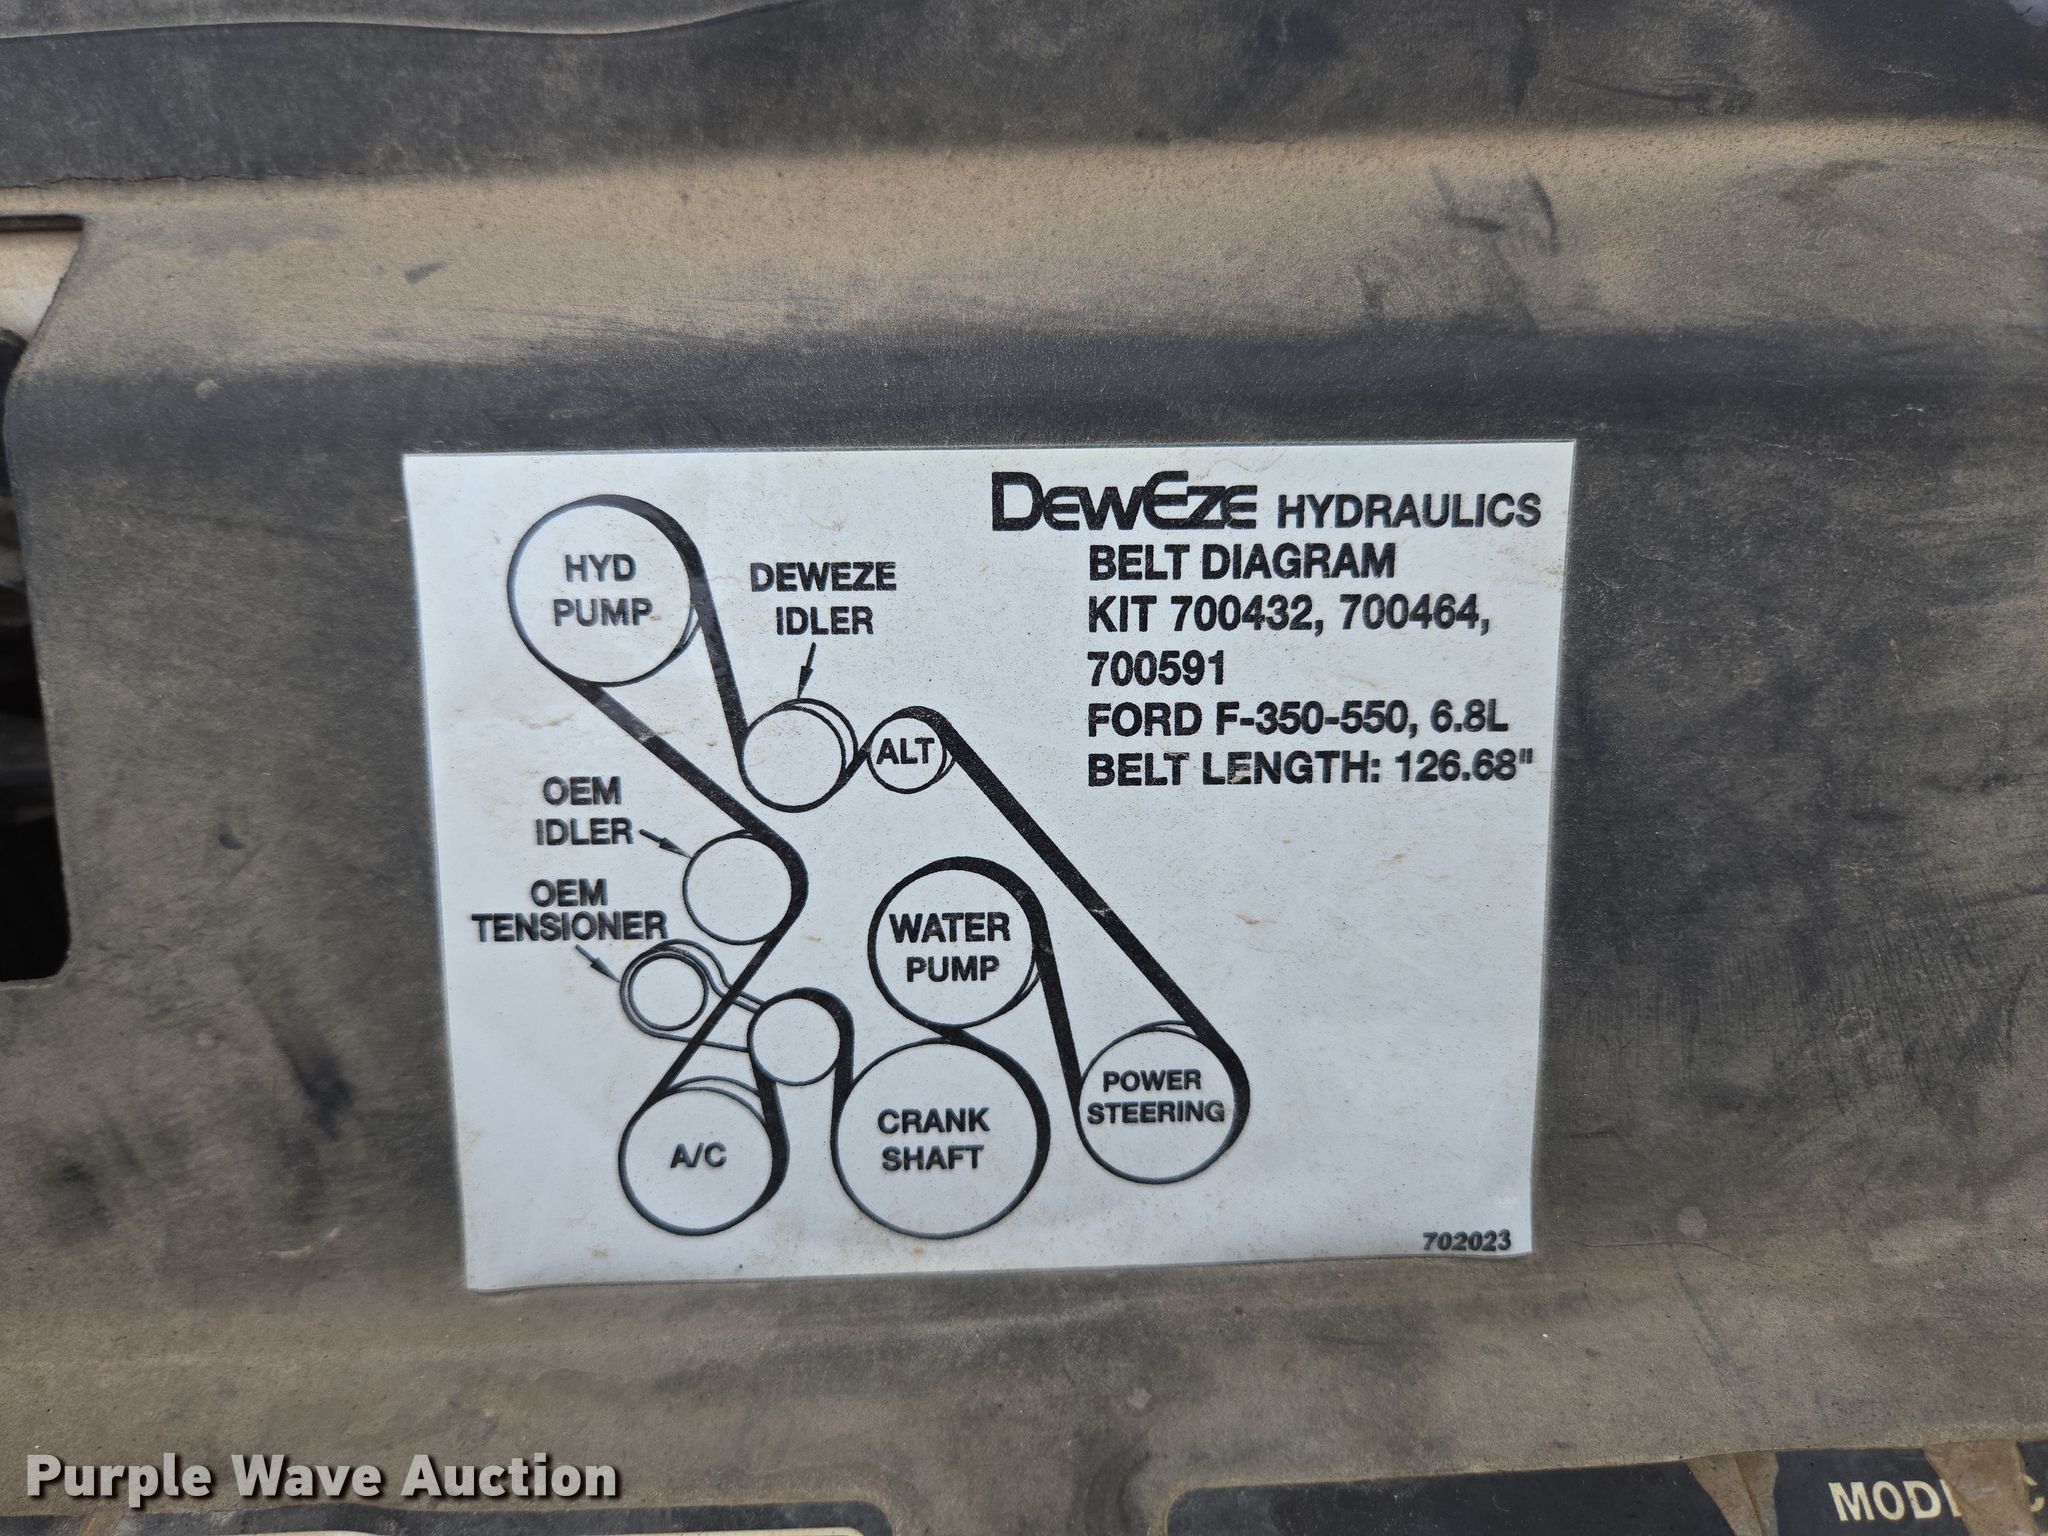 DEWEZE HYDRAULICS
BELT DIAGRAM
KIT 700432, 700464,
700591
FORD F-350-550, 6.8L
BELT LENGTH: 126.68"
HYD
PUMP
DEWEZE
IDLER
ALT
OEM
IDLER
OEM
TENSIONER
WATER
PUMP
POWER
STEERING
CRANK
SHAFT
A/C
702023
Purple Wave Auction